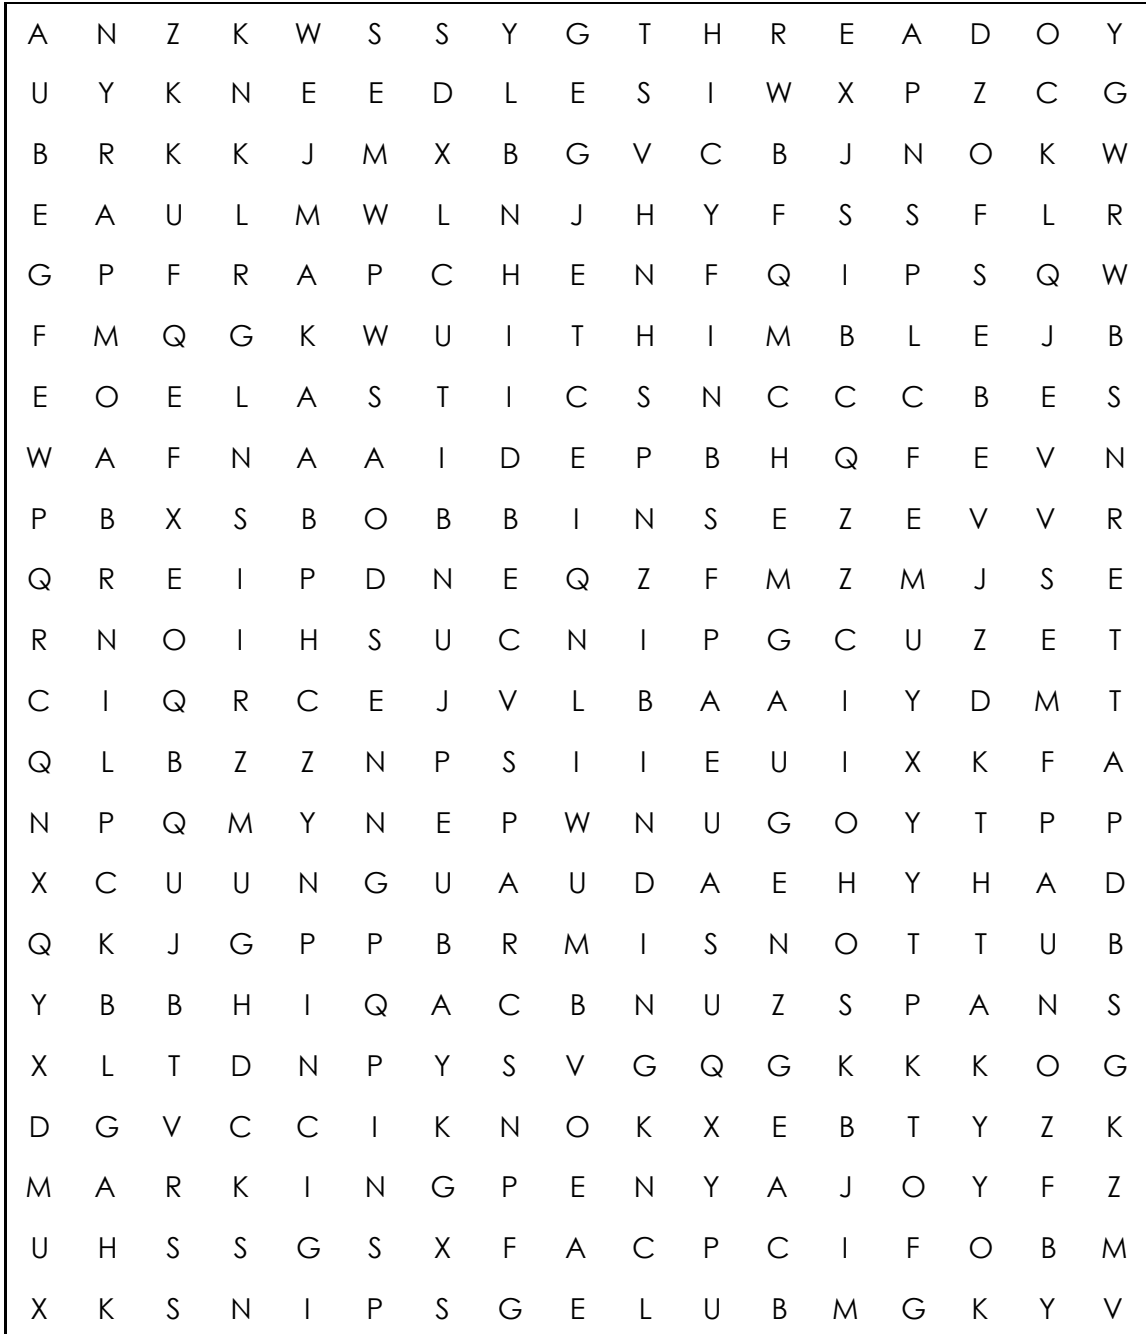 A N Z K W S S Y G T H R E A D O Y
U Y K N E E D L E S I W X P Z C G
B R K K J M X B G V C B J N O K W
E A U L M W L N J H Y F S S F L R
G P F R A P C H E N F Q I P S Q W
F M Q G K W U I T H I M B L E J B
E O E L A S T I C S N C C C B E S
W A F N A A I D E P B H Q F E V N
P B X S B O B B I N S E Z E V V R
Q R E I P D N E Q Z F M Z M J S E
R N O I H S U C N I P G C U Z E T
C I Q R C E J V L B A A I Y D M T
Q L B Z Z N P S I I E U I X K F A
N P Q M Y N E P W N U G O Y T P P
X C U U N G U A U D A E H Y H A D
Q K J G P P B R M I S N O T T U B
Y B B H I Q A C B N U Z S P A N S
X L T D N P Y S V G Q G K K K O G
D G V C C I K N O K X E B T Y Z K
M A R K I N G P E N Y A J O Y F Z
U H S S G S X F A C P C I F O B M
X K S N I P S G E L U B M G K Y V